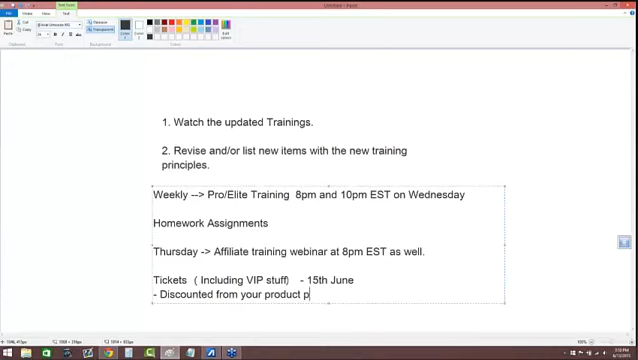 Untitled - Paint
1. Watch the updated Trainings.
2. Revise and/or list new items with the new training
principles.
Weekly --> Pro/Elite Training 8pm and 10pm EST on Wednesday
Homework Assignments
Thursday -> Affiliate training webinar at 8pm EST as well.
Tickets ( Including VIP stuff) - 15th June
- Discounted from your product p